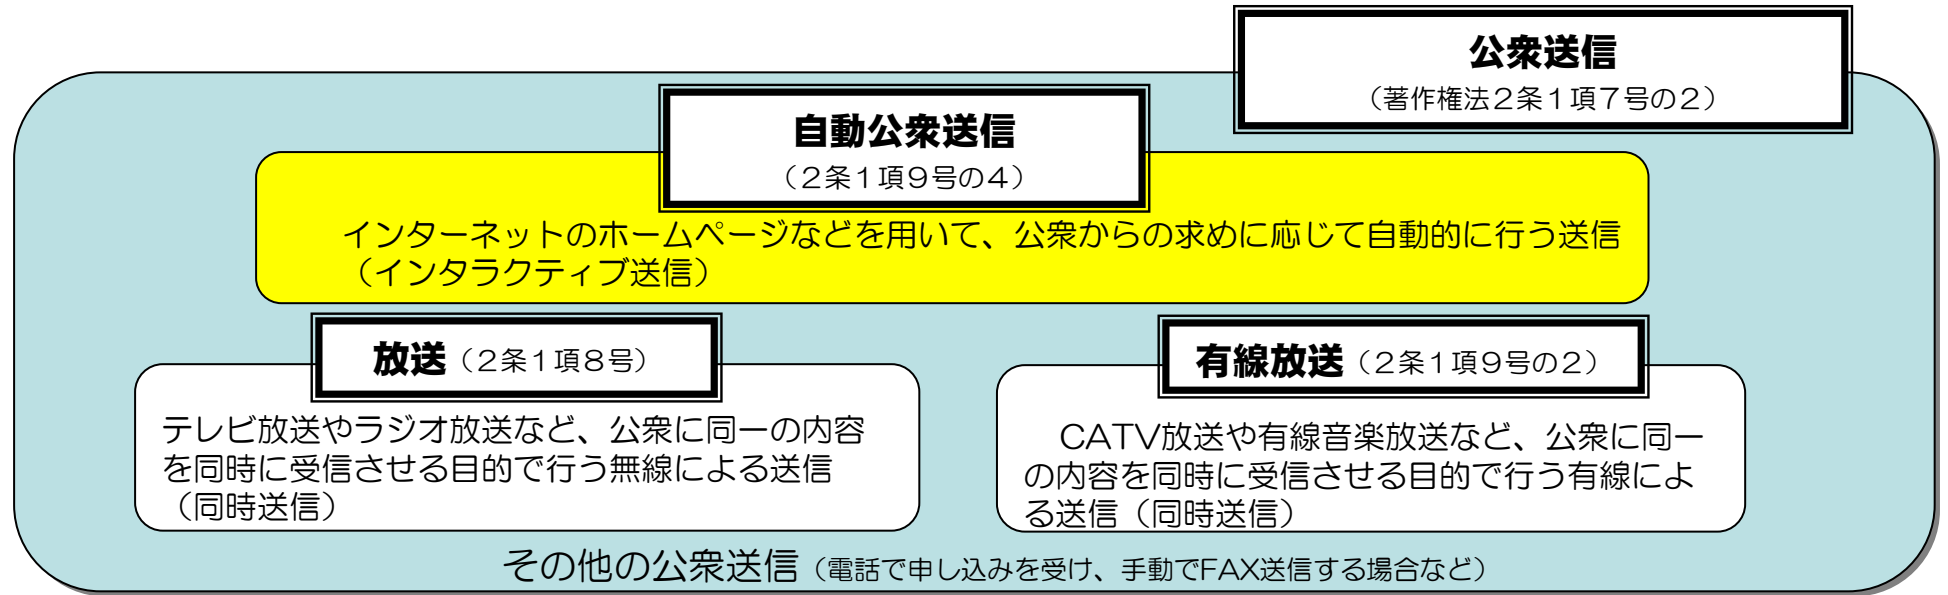 公衆送信
（著作権法２条１項７号の２）
自動公衆送信
（２条１項９号の４）
インターネットのホームページなどを用いて、公衆からの求めに応じて自動的に行う送信
（インタラクティブ送信）
放送（２条１項８号）
テレビ放送やラジオ放送など、公衆に同一の内容
を同時に受信させる目的で行う無線による送信
（同時送信）
有線放送（２条１項９号の２）
CATV放送や有線音楽放送など、公衆に同一
の内容を同時に受信させる目的で行う有線によ
る送信（同時送信）
その他の公衆送信（電話で申し込みを受け、手動でFAX送信する場合など）